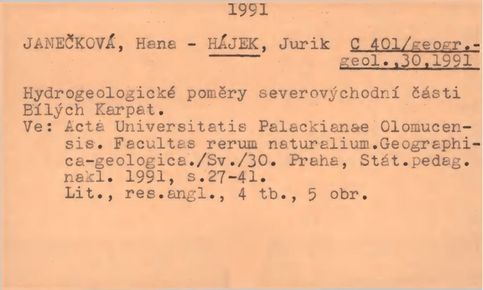 1991
JANEČKOVÁ, Hana - HÁJEK, Jurik C 401/geogr.-
geol.,30,1991
Hydrogeologické poměry severovýchodní části
Bílých Karpat.
Ve: Acta Universitatis Palackianae Olomucen-
sis. Facultas rerum naturalium.Geographi-
ca-geologica./Sv./30. Praha, Stát.pedag.
nakl. 1991, s.27-41.
Lit., res.angl., 4 tb., 5 obr.